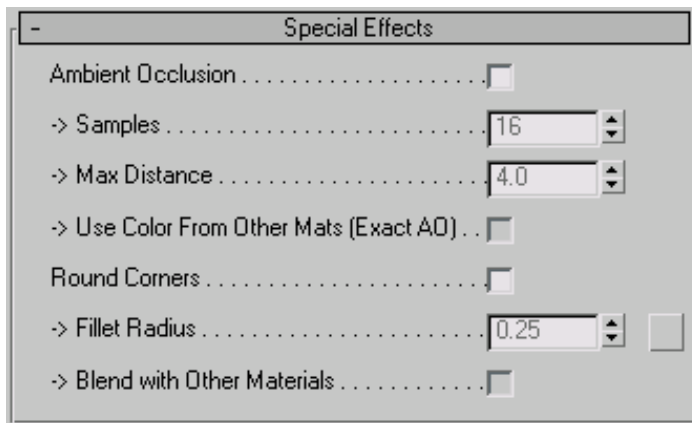 - Special Effects
Ambient Occlusion . . . . . . . . . . . . . . . . . . . . .
-> Samples . . . . . . . . . . . . . . . . . . . . . . . . . . . 16
-> Max Distance . . . . . . . . . . . . . . . . . . . . . . 4.0
-> Use Color From Other Mats (Exact AO) . .
Round Corners . . . . . . . . . . . . . . . . . . . . . . . .
-> Fillet Radius . . . . . . . . . . . . . . . . . . . . . . . . 0.25
-> Blend with Other Materials . . . . . . . . . . . .